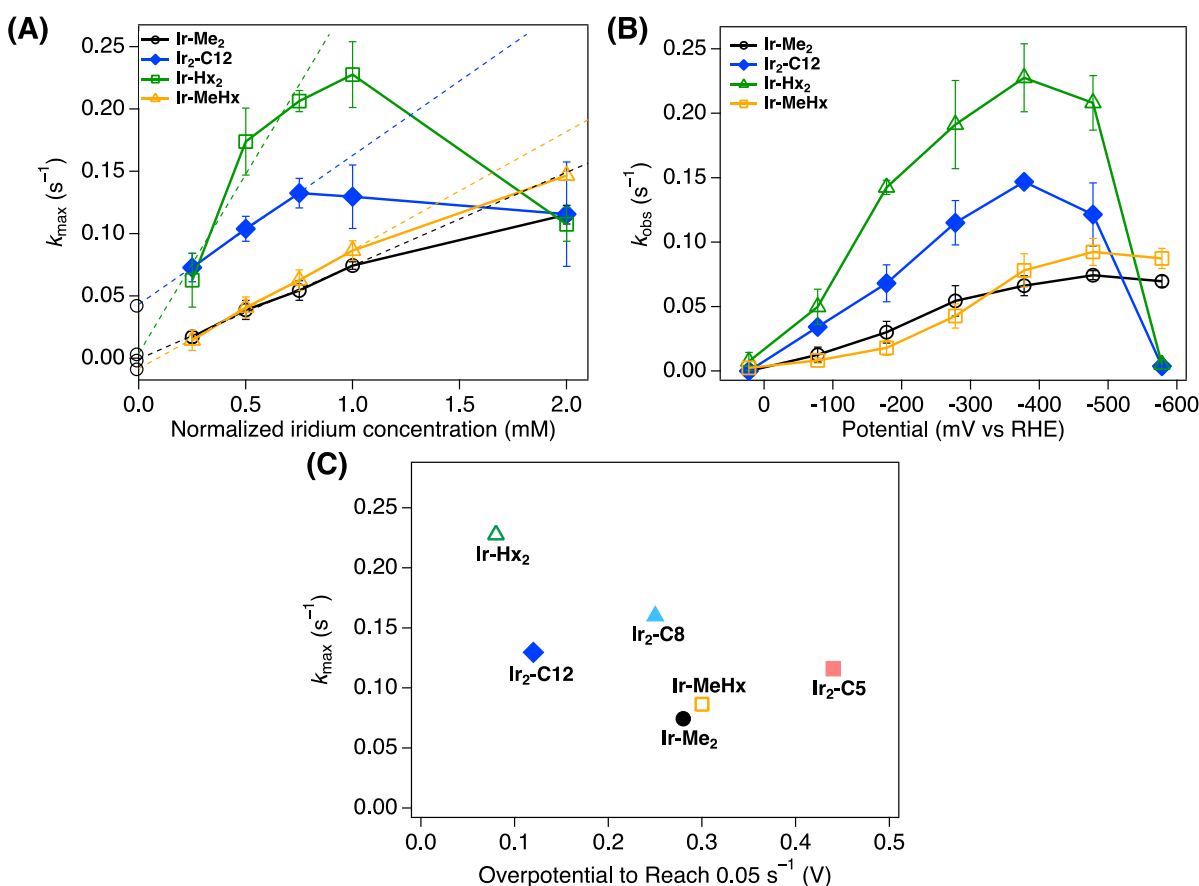 (A)
Ir-Me₂
Ir₂-C12
Ir-Hx₂
Ir-MeHx
0.25
0.20
0.15
0.10
0.05
0.00
k_max (s⁻¹)
0.0 0.5 1.0 1.5 2.0
Normalized iridium concentration (mM)
(B)
Ir-Me₂
Ir₂-C12
Ir-Hx₂
Ir-MeHx
0.25
0.20
0.15
0.10
0.05
0.00
k_obs (s⁻¹)
0 -100 -200 -300 -400 -500 -600
Potential (mV vs RHE)
(C)
0.25
0.20
0.15
0.10
0.05
0.00
k_max (s⁻¹)
Ir-Hx₂
Ir₂-C8
Ir₂-C12
Ir-MeHx
Ir₂-C5
Ir-Me₂
0.0 0.1 0.2 0.3 0.4 0.5
Overpotential to Reach 0.05 s⁻¹ (V)